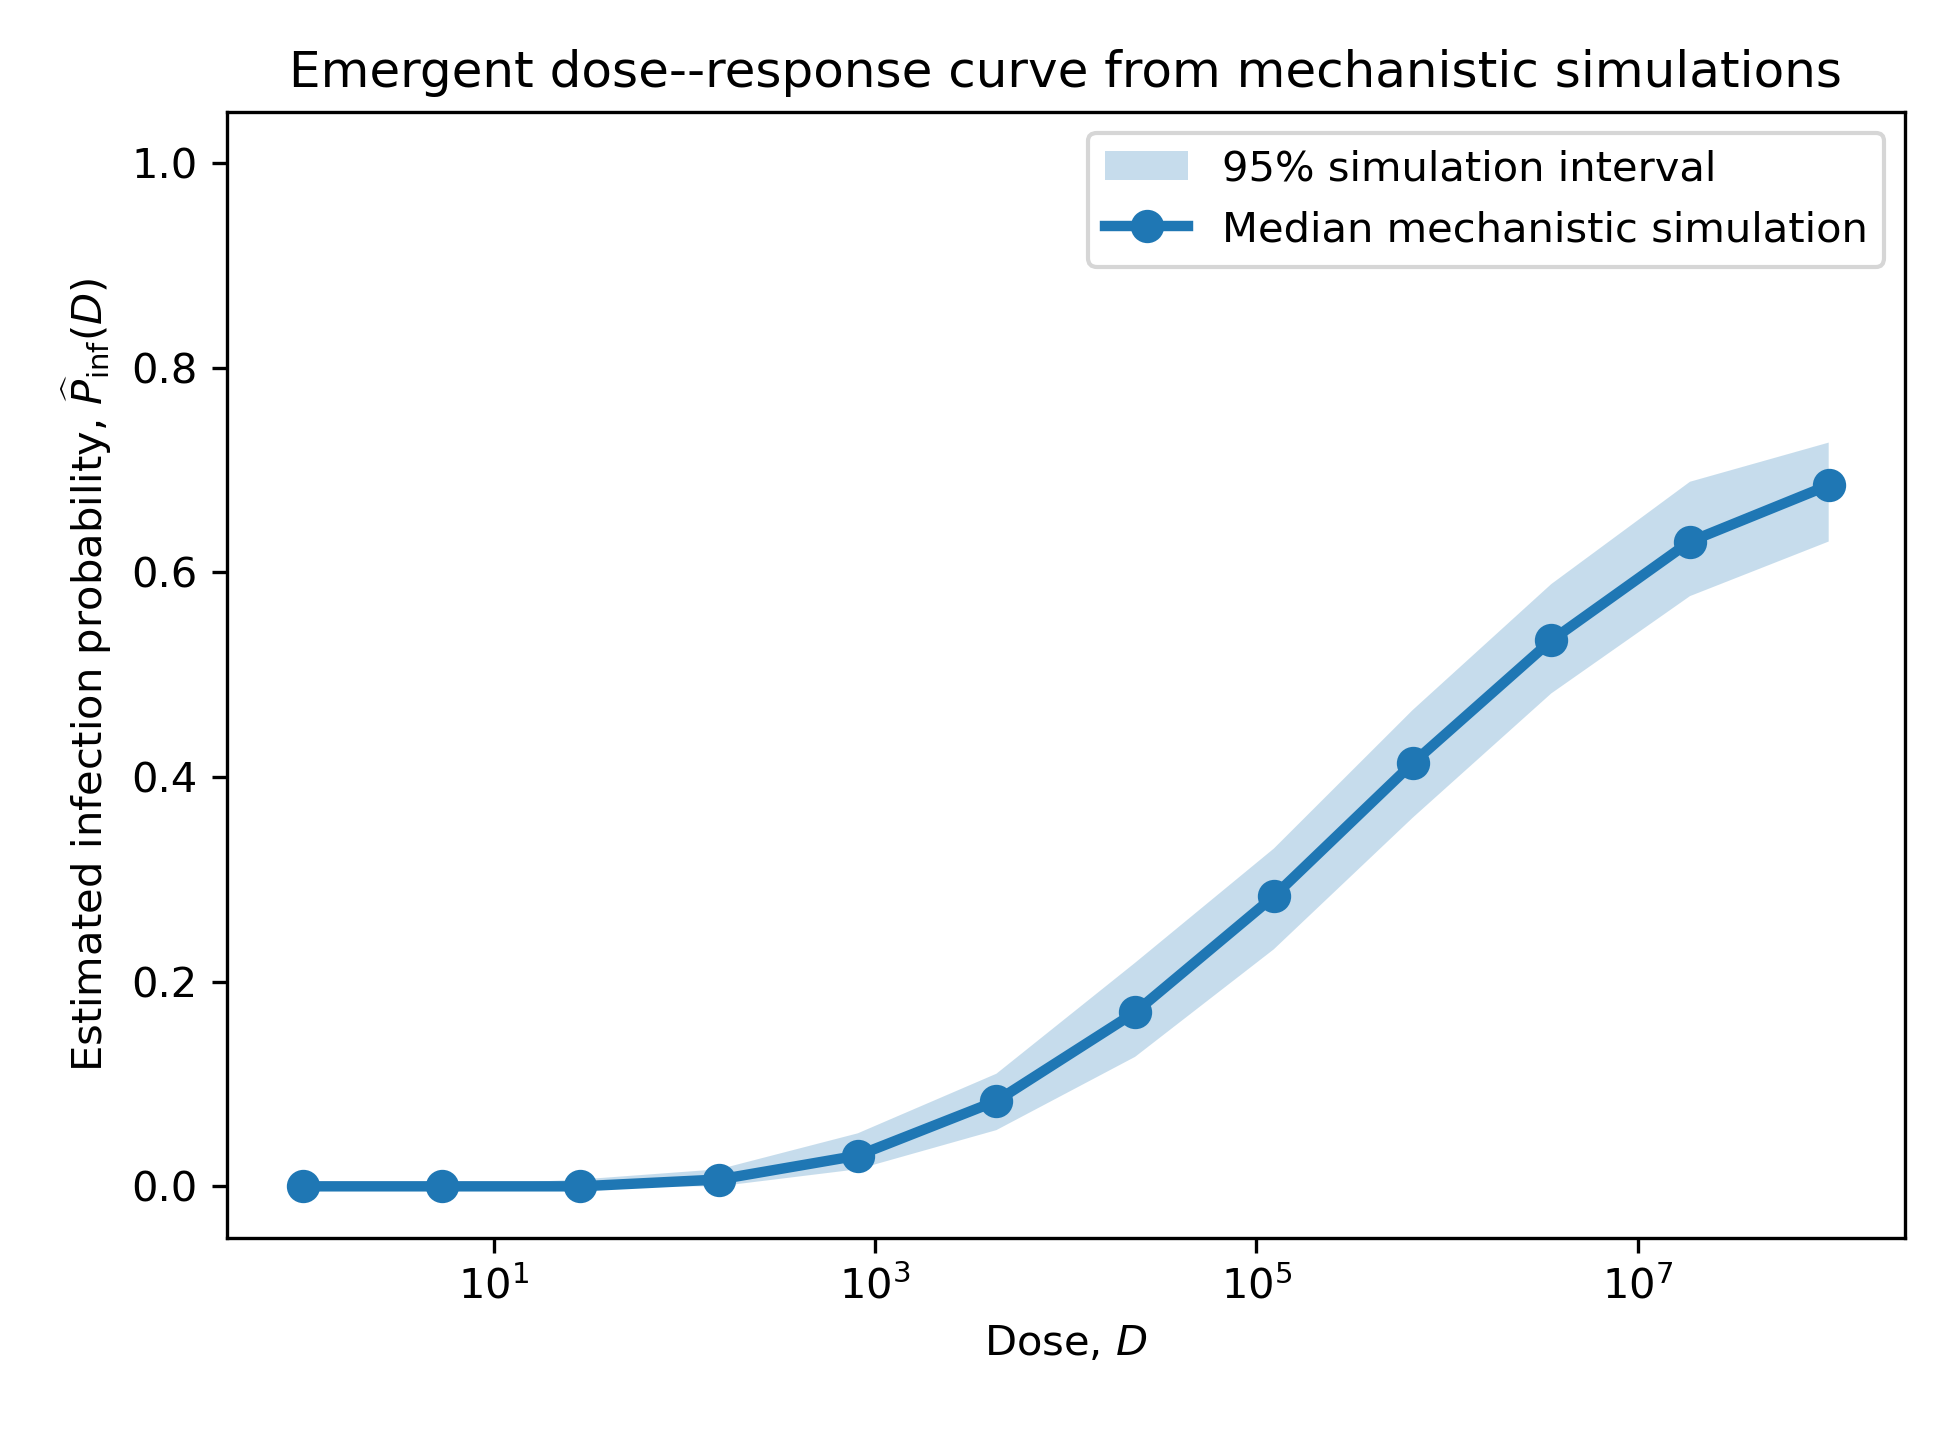 Emergent dose--response curve from mechanistic simulations
95% simulation interval
Median mechanistic simulation
Estimated infection probability, P̂inf(D)
1.0
0.8
0.6
0.4
0.2
0.0
10¹
10³
10⁵
10⁷
Dose, D